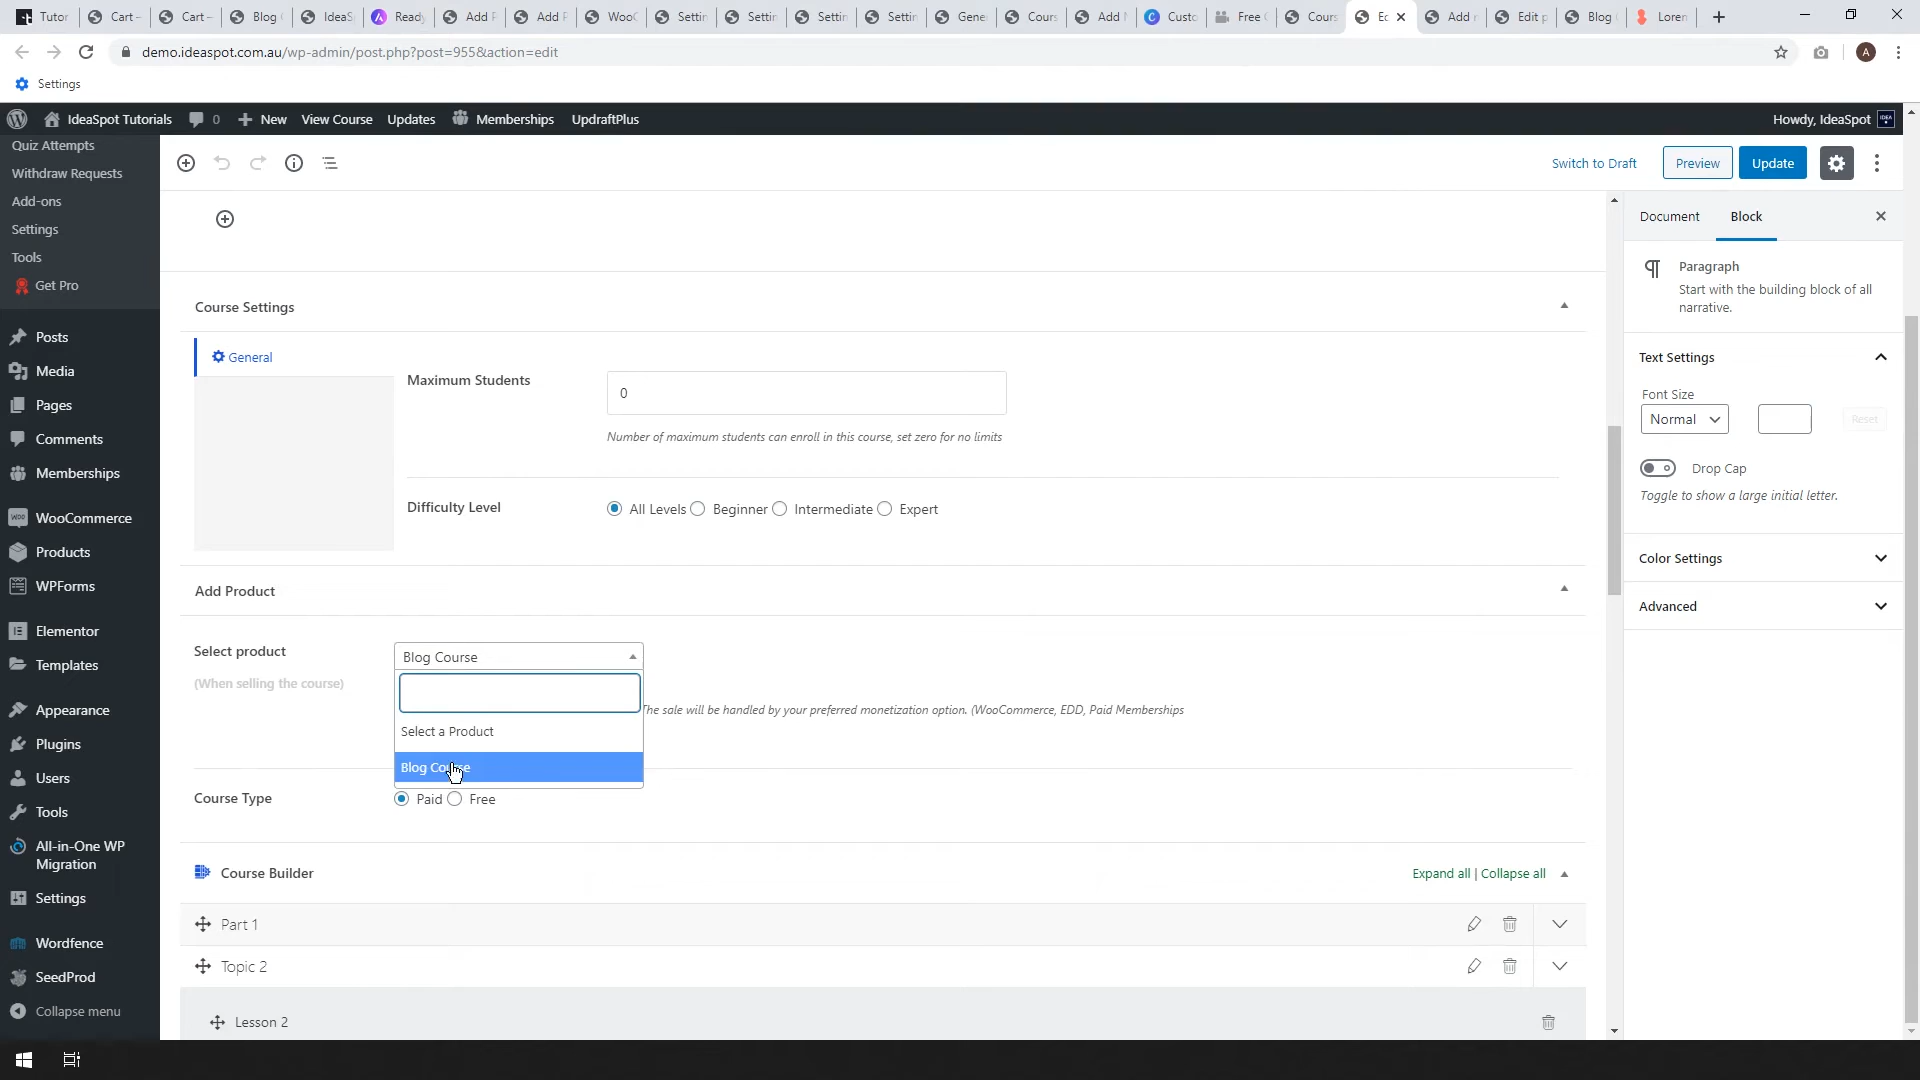 Tutor
Cart –
Cart –
Blog
IdeaS
Ready
Add P
Add P
WooC
Settin
Settin
Settin
Settin
Gene
Cours
Add N
Custo
Free
Cours
Ec
Add n
Edit p
Blog
Loren
demo.ideaspot.com.au/wp-admin/post.php?post=955&action=edit
A
Settings
IdeaSpot Tutorials
0
New
View Course
Updates
Memberships
UpdraftPlus
Howdy, IdeaSpot
Quiz Attempts
Withdraw Requests
Add-ons
Settings
Tools
Get Pro
Posts
Media
Pages
Comments
Memberships
WooCommerce
Products
WPForms
Elementor
Templates
Appearance
Plugins
Users
Tools
All-in-One WP
Migration
Settings
Wordfence
SeedProd
Collapse menu
Switch to Draft
Preview
Update
Course Settings
General
Maximum Students
0
Number of maximum students can enroll in this course, set zero for no limits
Difficulty Level
All Levels
Beginner
Intermediate
Expert
Add Product
Select product
(When selling the course)
Blog Course
Select a Product
Blog Course
The sale will be handled by your preferred monetization option. (WooCommerce, EDD, Paid Memberships
Course Type
Paid
Free
Course Builder
Expand all | Collapse all
Part 1
Topic 2
Lesson 2
Document
Block
Paragraph
Start with the building block of all
narrative.
Text Settings
Font Size
Normal
Reset
Drop Cap
Toggle to show a large initial letter.
Color Settings
Advanced